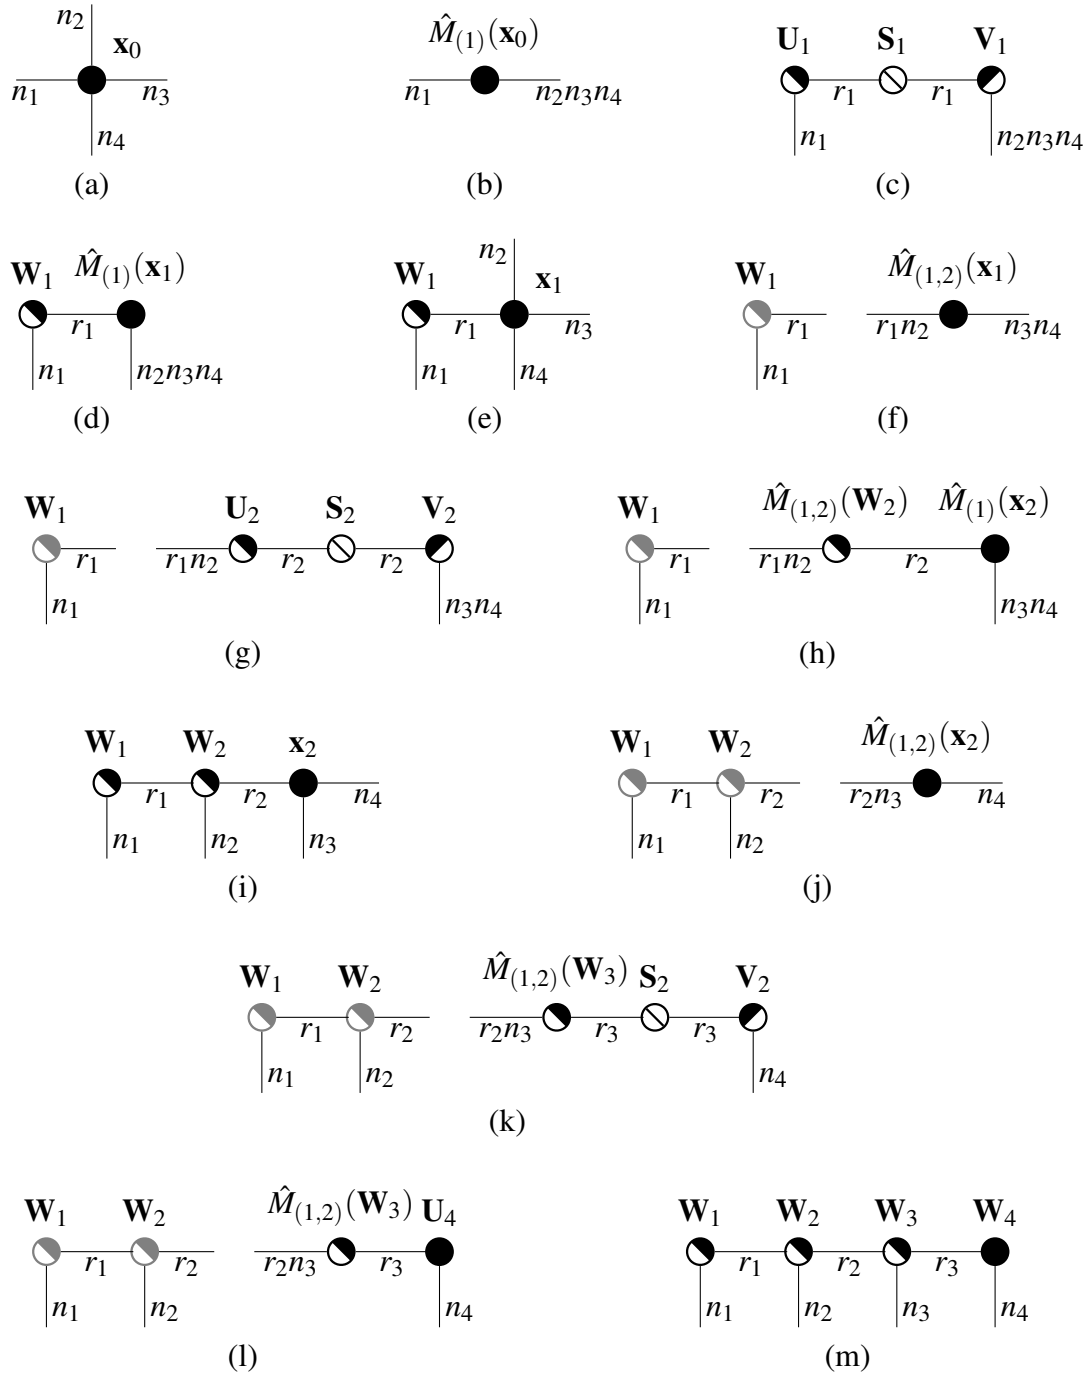 n₂ x₀
n₁ n₃
n₄
(a)
M̂₍₁₎(x₀)
n₁ n₂n₃n₄
(b)
U₁ S₁ V₁
r₁ r₁
n₁ n₂n₃n₄
(c)
W₁ M̂₍₁₎(x₁)
r₁
n₁ n₂n₃n₄
(d)
n₂
W₁ x₁
r₁ n₃
n₁ n₄
(e)
W₁ M̂₍₁,₂₎(x₁)
r₁ r₁n₂ n₃n₄
n₁
(f)
W₁ U₂ S₂ V₂
r₁ r₁n₂ r₂ r₂
n₁ n₃n₄
(g)
W₁ M̂₍₁,₂₎(W₂) M̂₍₁₎(x₂)
r₁ r₁n₂ r₂
n₁ n₃n₄
(h)
W₁ W₂ x₂
r₁ r₂ n₄
n₁ n₂ n₃
(i)
W₁ W₂ M̂₍₁,₂₎(x₂)
r₁ r₂ r₂n₃ n₄
n₁ n₂
(j)
W₁ W₂ M̂₍₁,₂₎(W₃) S₂ V₂
r₁ r₂ r₂n₃ r₃ r₃
n₁ n₂ n₄
(k)
W₁ W₂ M̂₍₁,₂₎(W₃) U₄
r₁ r₂ r₂n₃ r₃
n₁ n₂ n₄
(l)
W₁ W₂ W₃ W₄
r₁ r₂ r₃
n₁ n₂ n₃ n₄
(m)